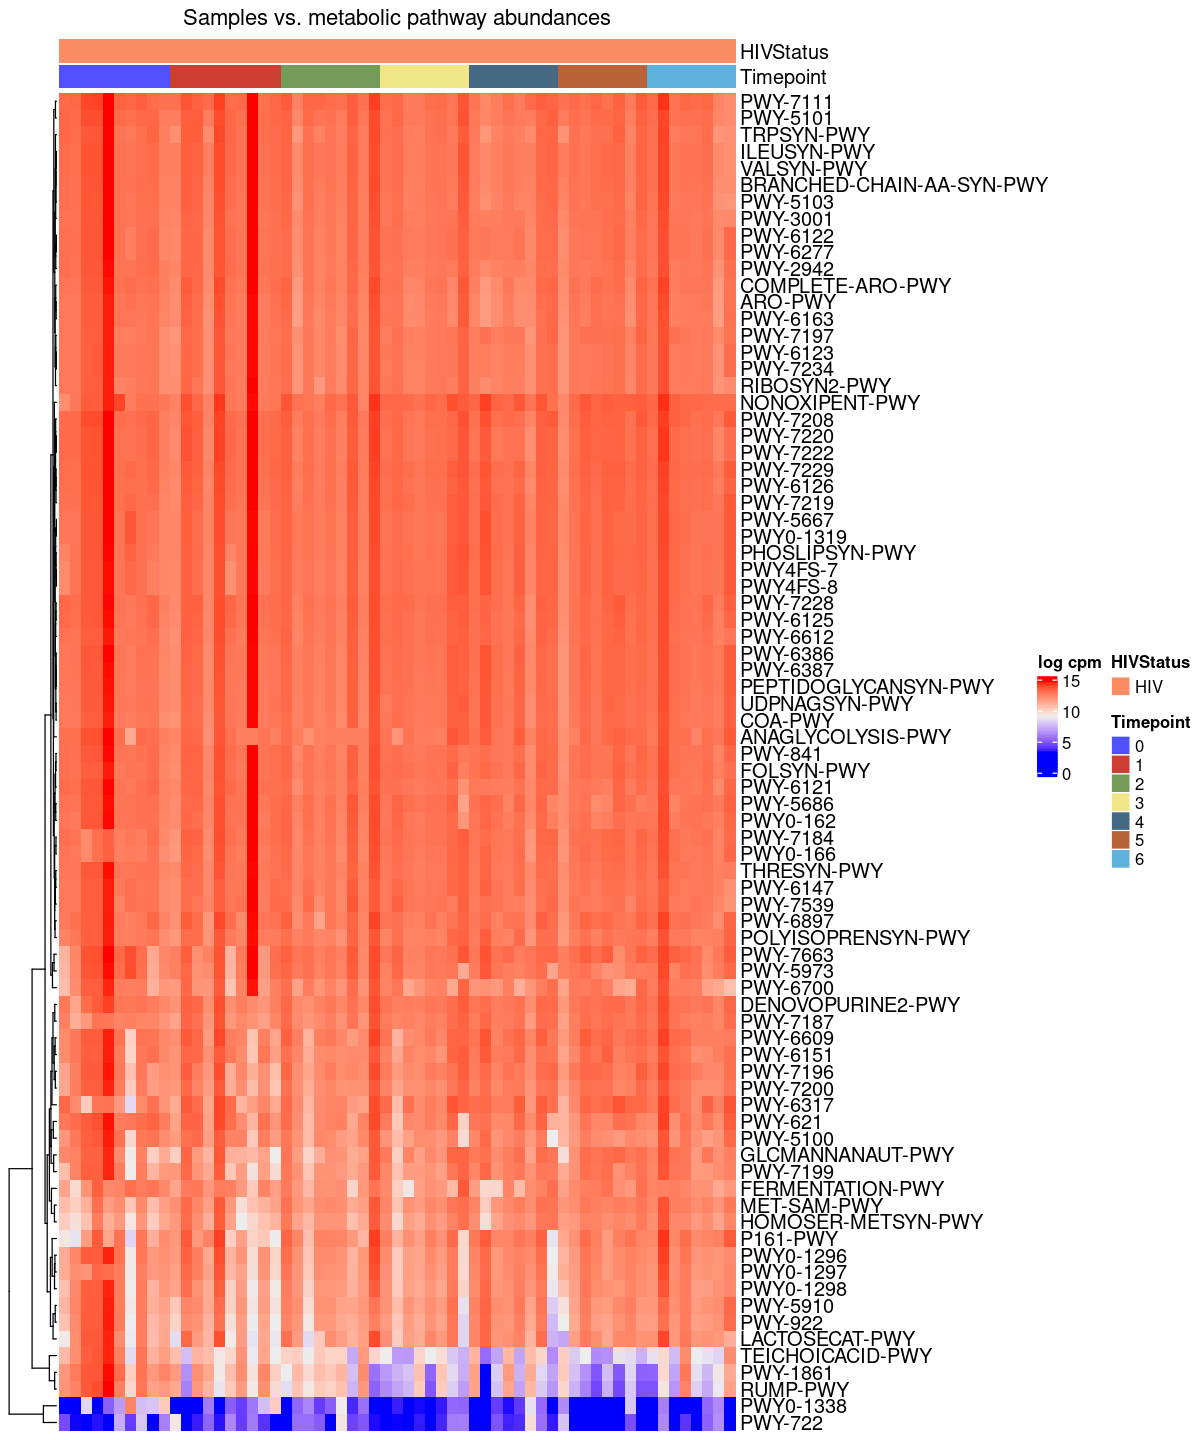 Samples vs. metabolic pathway abundances
HIVStatus
Timepoint
PWY-7111
PWY-5101
TRPSYN-PWY
ILEUSYN-PWY
VALSYN-PWY
BRANCHED-CHAIN-AA-SYN-PWY
PWY-5103
PWY-3001
PWY-6122
PWY-6277
PWY-2942
COMPLETE-ARO-PWY
ARO-PWY
PWY-6163
PWY-7197
PWY-6123
PWY-7234
RIBOSYN2-PWY
NONOXIPENT-PWY
PWY-7208
PWY-7220
PWY-7222
PWY-7229
PWY-6126
PWY-7219
PWY-5667
PWY0-1319
PHOSLIPSYN-PWY
PWY4FS-7
PWY4FS-8
PWY-7228
PWY-6125
PWY-6612
PWY-6386
PWY-6387
PEPTIDOGLYCANSYN-PWY
UDPNAGSYN-PWY
COA-PWY
ANAGLYCOLYSIS-PWY
PWY-841
FOLSYN-PWY
PWY-6121
PWY-5686
PWY0-162
PWY-7184
PWY0-166
THRESYN-PWY
PWY-6147
PWY-7539
PWY-6897
POLYISOPRENSYN-PWY
PWY-7663
PWY-5973
PWY-6700
DENOVOPURINE2-PWY
PWY-7187
PWY-6609
PWY-6151
PWY-7196
PWY-7200
PWY-6317
PWY-621
PWY-5100
GLCMANNANAUT-PWY
PWY-7199
FERMENTATION-PWY
MET-SAM-PWY
HOMOSER-METSYN-PWY
P161-PWY
PWY0-1296
PWY0-1297
PWY0-1298
PWY-5910
PWY-922
LACTOSECAT-PWY
TEICHOICACID-PWY
PWY-1861
RUMP-PWY
PWY0-1338
PWY-722
log cpm
15
10
5
0
HIVStatus
HIV
Timepoint
0
1
2
3
4
5
6